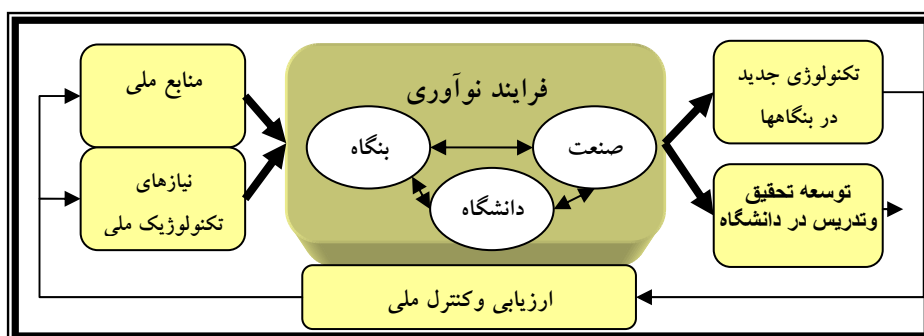 منابع ملی
نیازهای
تکنولوژیک ملی
فرایند نوآوری
بنگاه
صنعت
دانشگاه
تکنولوژی جدید
در بنگاهها
توسعه تحقیق
وتدریس در دانشگاه
ارزیابی وکنترل ملی